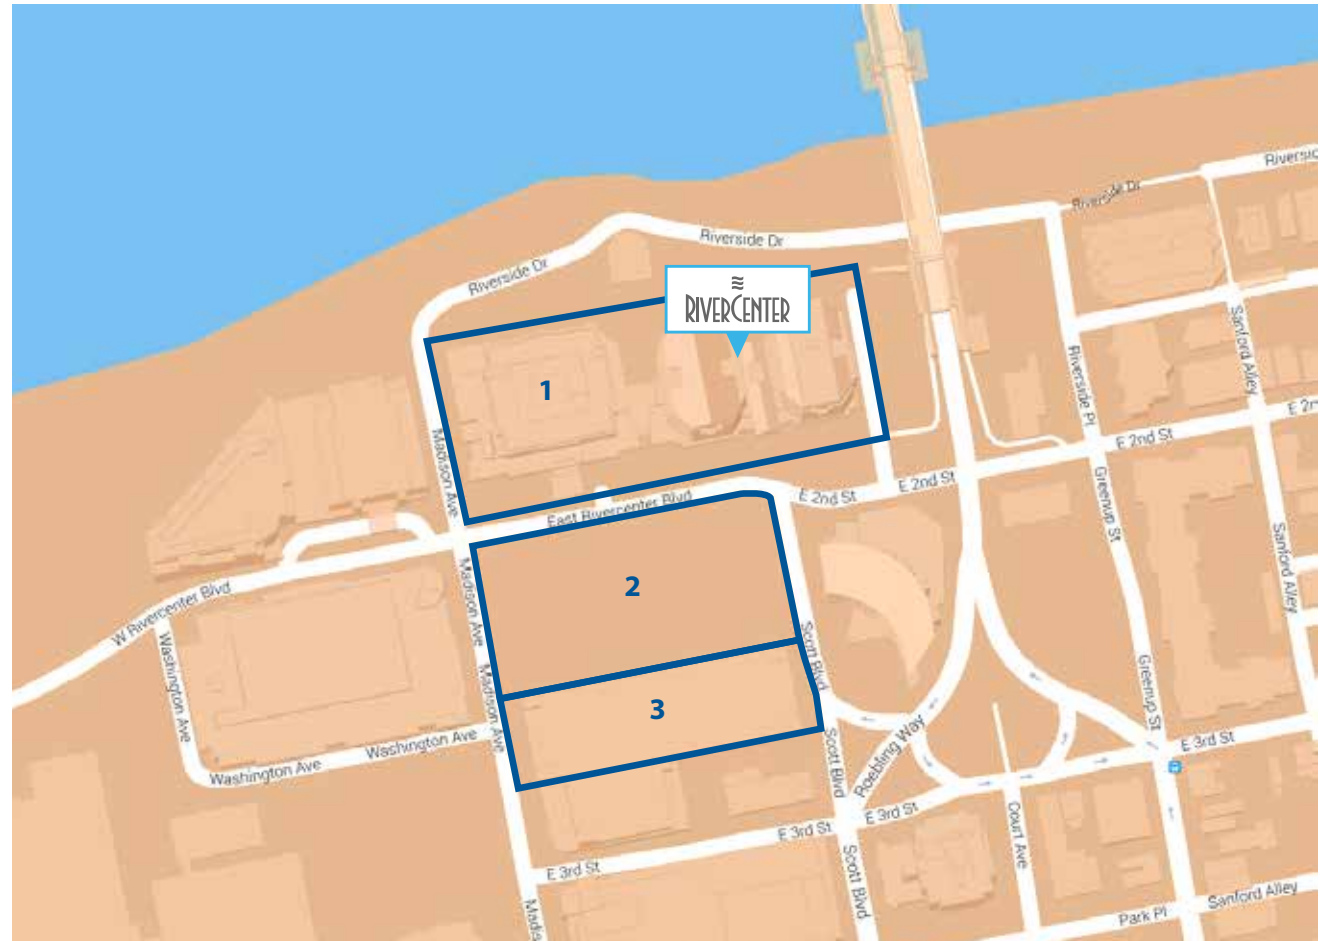 Riversic
Riverside Dr
Riverside Dr
Riverside Dr
≋
RIVERCENTER
1
Sanford Alley
Riverside Pl
E 2nd St
E 2n
Madison Ave
E 2nd St
E 2nd St
East Rivercenter Blvd
Greenup St
Sanford Alley
2
Madison Ave
W Rivercenter Blvd
Washington Ave
Scott Blvd
Madison Ave
3
Greenup St
Washington Ave
Washington Ave
Roebling Way
Scott Blvd
E 3rd St
E 3rd St
E 3rd St
Court Ave
E 3rd St
Scott Blvd
Madis
Park Pl
Sanford Alley